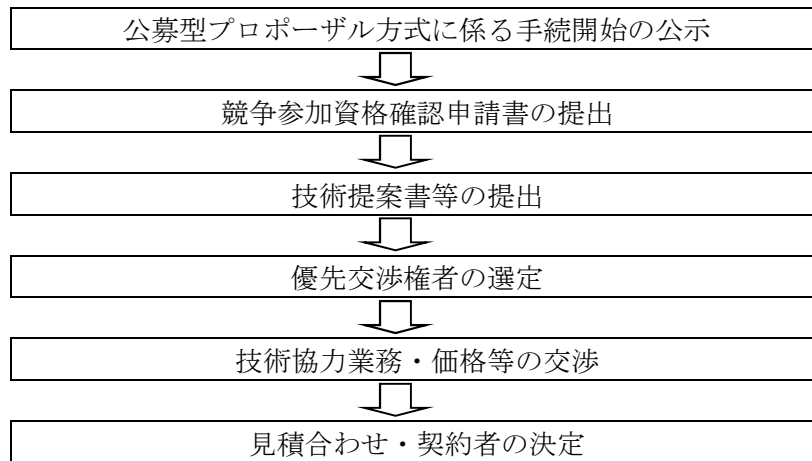 公募型プロポーザル方式に係る手続開始の公示
競争参加資格確認申請書の提出
技術提案書等の提出
優先交渉権者の選定
技術協力業務・価格等の交渉
見積合わせ・契約者の決定